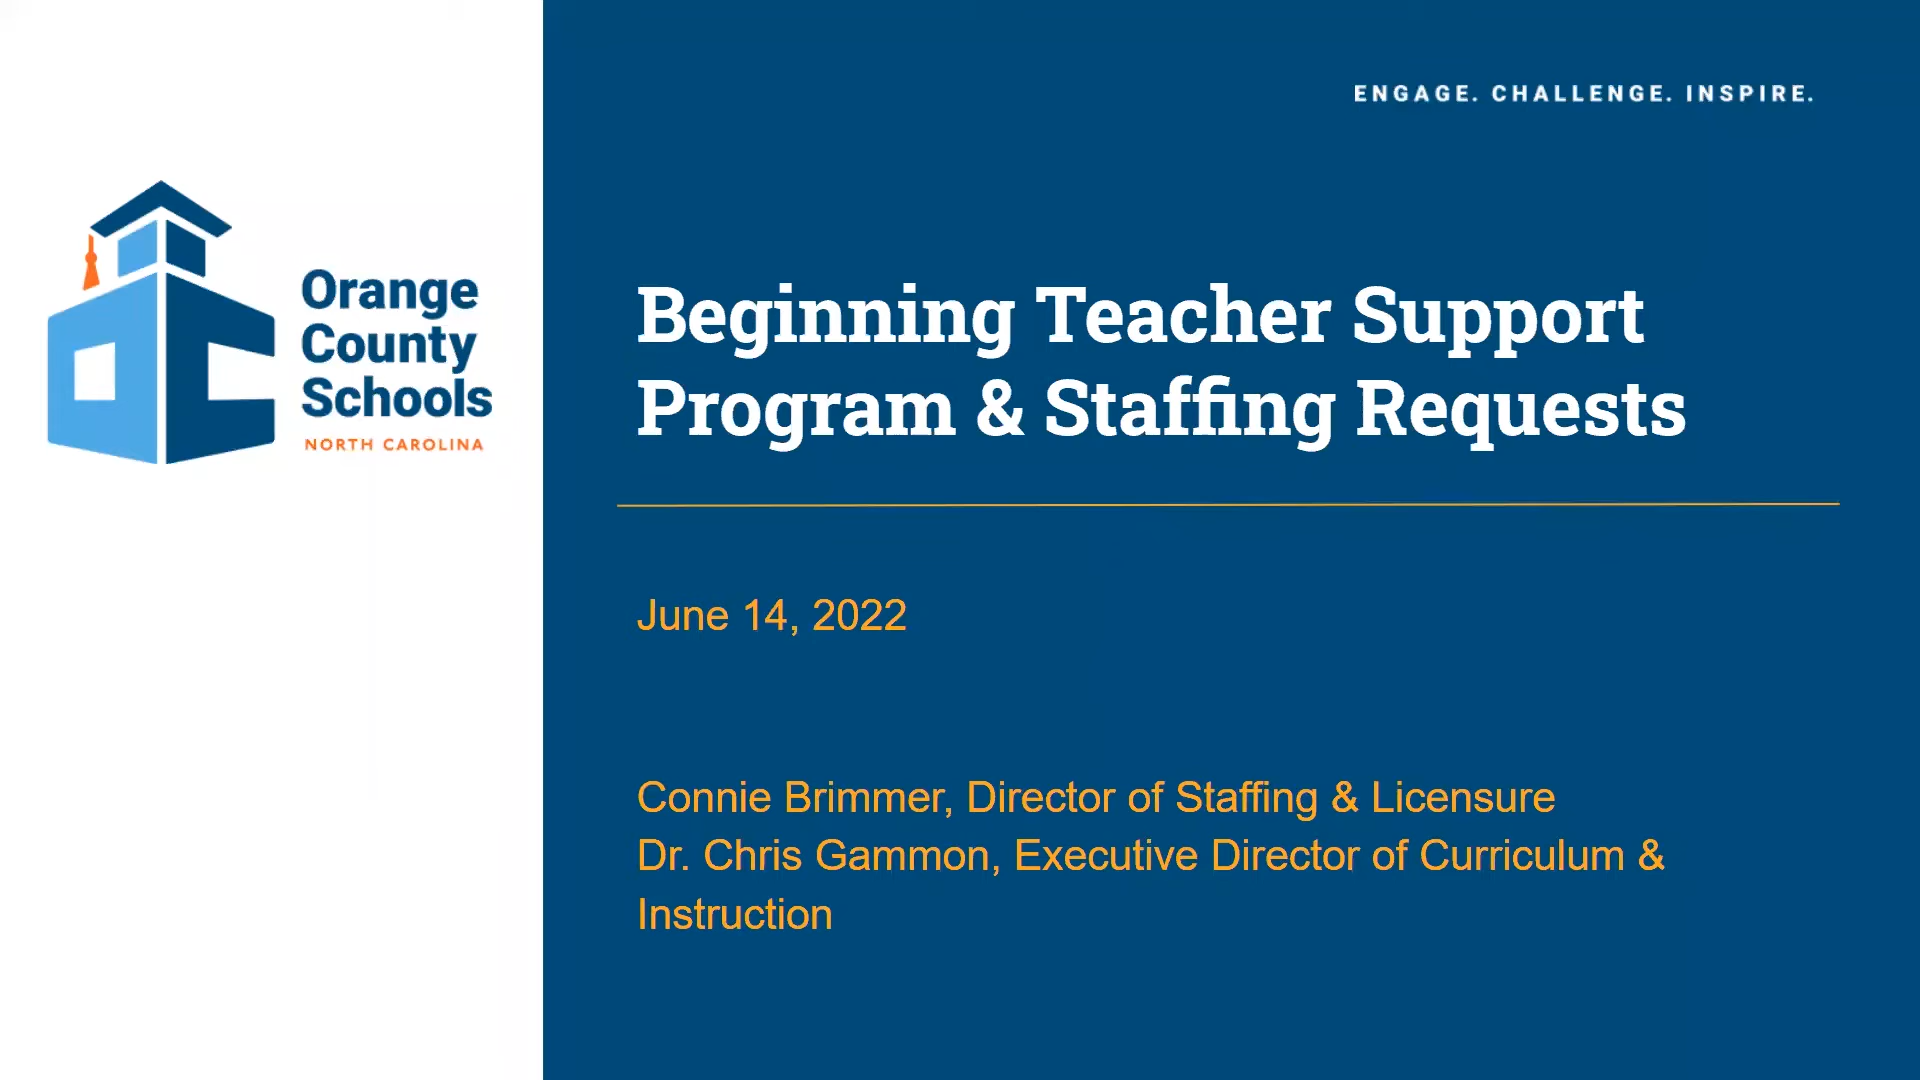 ENGAGE. CHALLENGE. INSPIRE.
Orange
County
Schools
NORTH CAROLINA
Beginning Teacher Support
Program & Staffing Requests
June 14, 2022
Connie Brimmer, Director of Staffing & Licensure
Dr. Chris Gammon, Executive Director of Curriculum &
Instruction